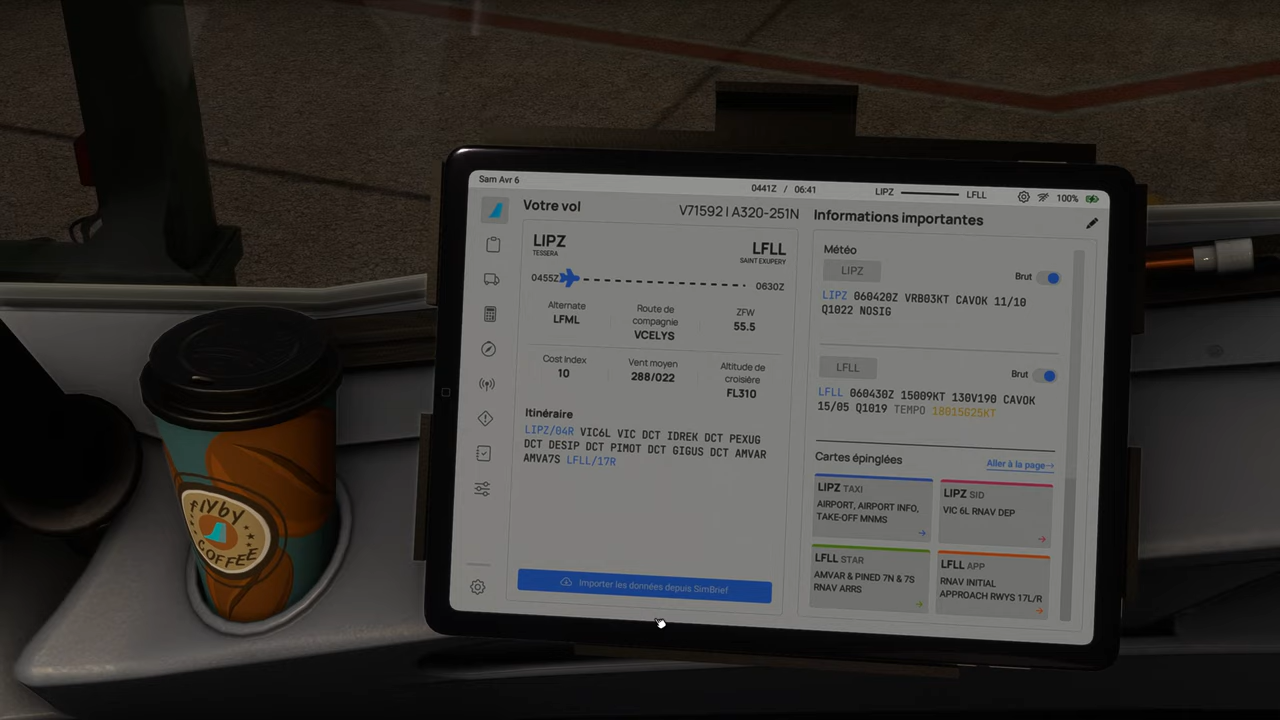 Sam Avr 6
0441Z / 06:41
LIPZ LFLL
100%
Votre vol
V71592 | A320-251N
LIPZ
TESSERA
LFLL
SAINT EXUPERY
0455Z
0630Z
Alternate
LFML
Route de
compagnie
VCELYS
ZFW
55.5
Cost Index
10
Vent moyen
288/022
Altitude de
croisière
FL310
Itinéraire
LIPZ/04R VIC6L VIC DCT IDREK DCT PEXUG
DCT DESIP DCT PIMOT DCT GIGUS DCT AMVAR
AMVA7S LFLL/17R
Importer les données depuis SimBrief
Informations importantes
Météo
LIPZ
Brut
LIPZ 060420Z VRB03KT CAVOK 11/10
Q1022 NOSIG
LFLL
Brut
LFLL 060430Z 15009KT 130V190 CAVOK
15/05 Q1019 TEMPO 18015G25KT
Cartes épinglées
Aller à la page
LIPZ TAXI
AIRPORT, AIRPORT INFO,
TAKE-OFF MNMS
LIPZ SID
VIC 6L RNAV DEP
LFLL STAR
AMVAR & PINED 7N & 7S
RNAV ARRS
LFLL APP
RNAV INITIAL
APPROACH RWYS 17L/R
flyby
COFFEE